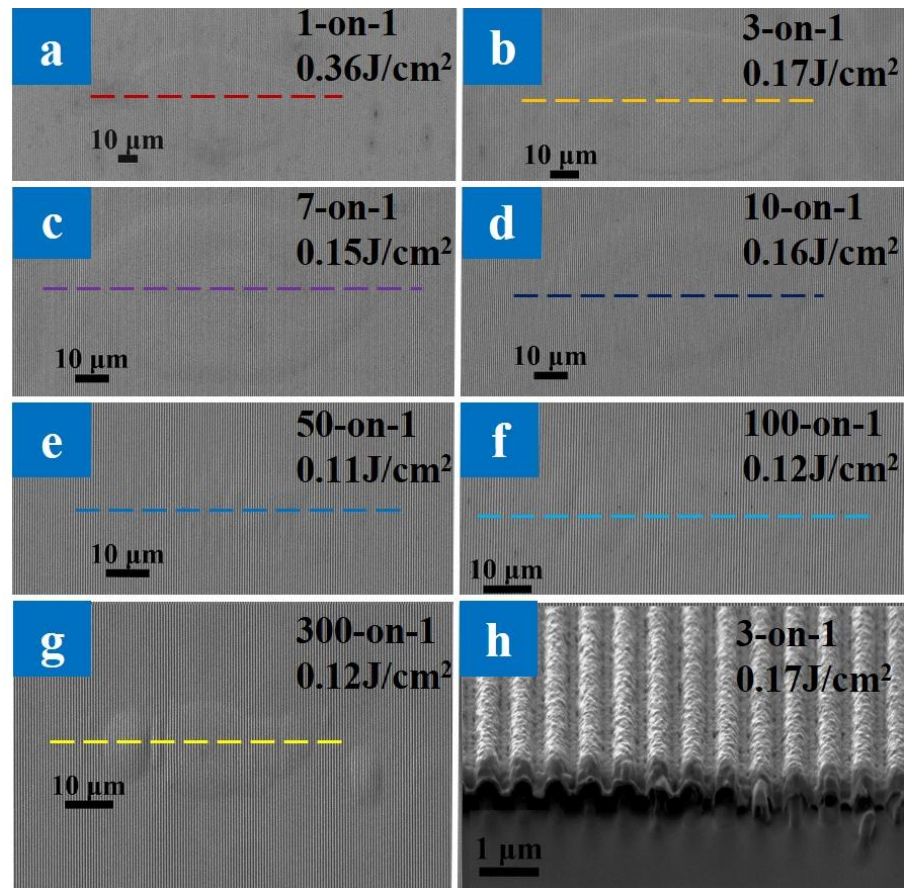 a
1-on-1
0.36J/cm²
10 μm
b
3-on-1
0.17J/cm²
10 μm
c
7-on-1
0.15J/cm²
10 μm
d
10-on-1
0.16J/cm²
10 μm
e
50-on-1
0.11J/cm²
10 μm
f
100-on-1
0.12J/cm²
10 μm
g
300-on-1
0.12J/cm²
10 μm
h
3-on-1
0.17J/cm²
1 μm